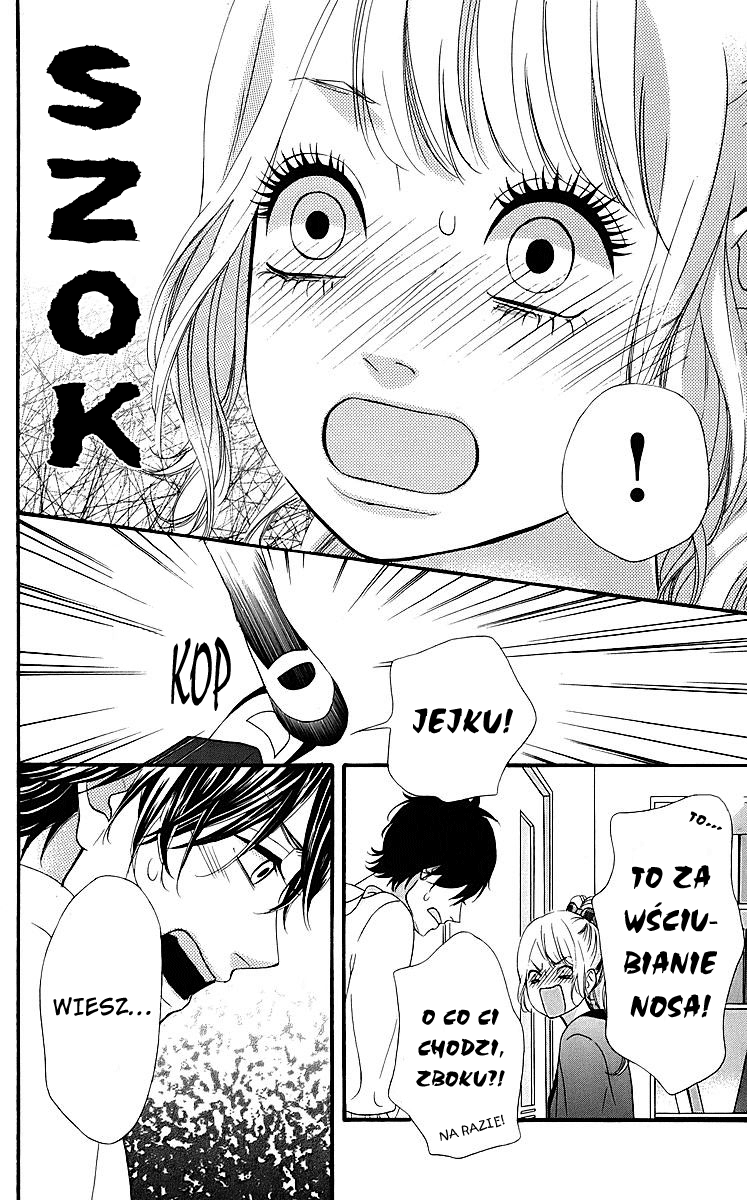 SZOK
!
KOP
JEJKU!
TO...
TO ZA
WŚCIU-
BIANIE
NOSA!
O CO CI
CHODZI,
ZBOKU?!
NA RAZIE!
WIESZ...